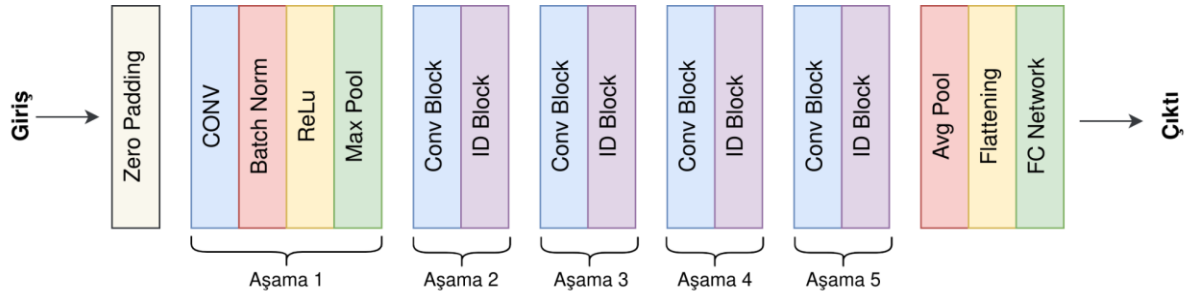 Giriş
Zero Padding
CONV
Batch Norm
ReLu
Max Pool
Aşama 1
Conv Block
ID Block
Aşama 2
Conv Block
ID Block
Aşama 3
Conv Block
ID Block
Aşama 4
Conv Block
ID Block
Aşama 5
Avg Pool
Flattening
FC Network
Çıktı